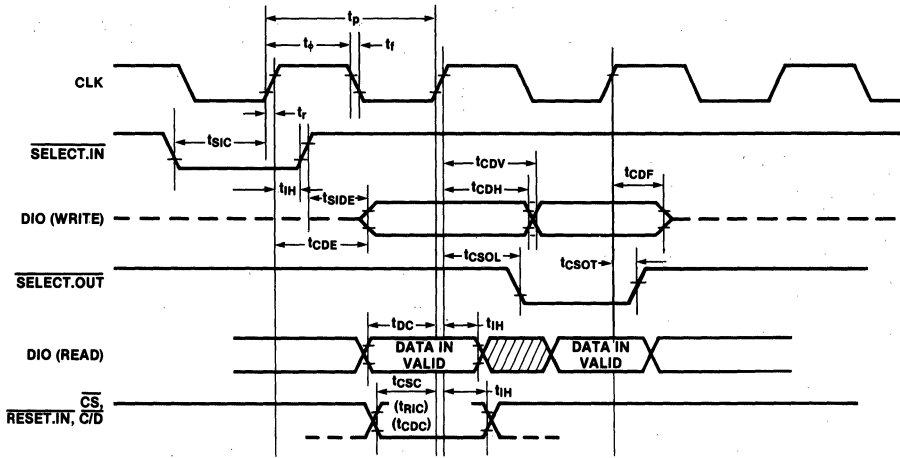 tp
tϕ
tf
CLK
tr
tSIC
SELECT.IN
tCDV
tCDF
tIH
tSIDE
tCDH
DIO (WRITE)
tCDE
tCSOL
tCSOT
SELECT.OUT
tDC
tIH
DIO (READ)
DATA IN
VALID
DATA IN
VALID
tCSC
tIH
CS,
RESET.IN, C/D
(tRIC)
(tCDC)